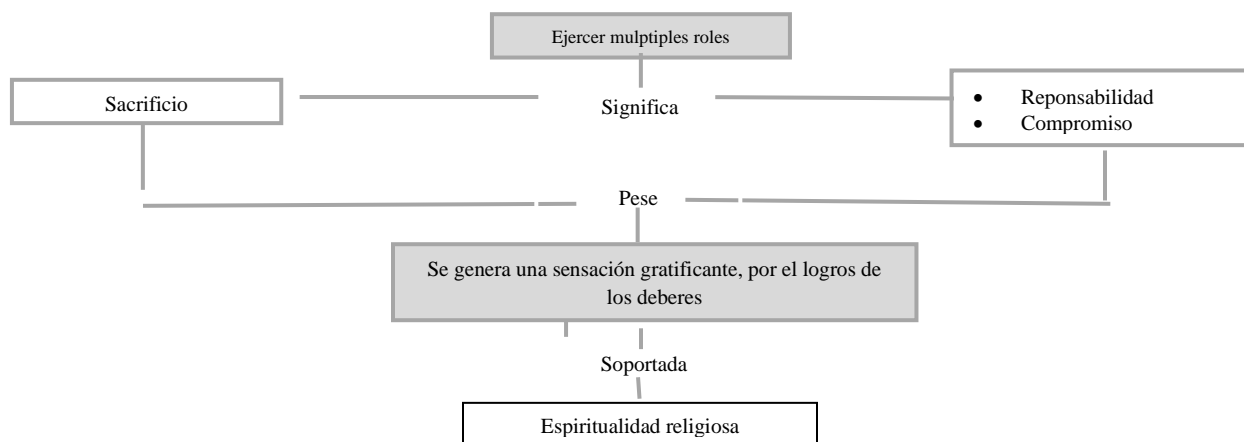 Ejercer mulptiples roles
Sacrificio
Significa
• Reponsabilidad
• Compromiso
Pese
Se genera una sensación gratificante, por el logros de
los deberes
Soportada
Espiritualidad religiosa